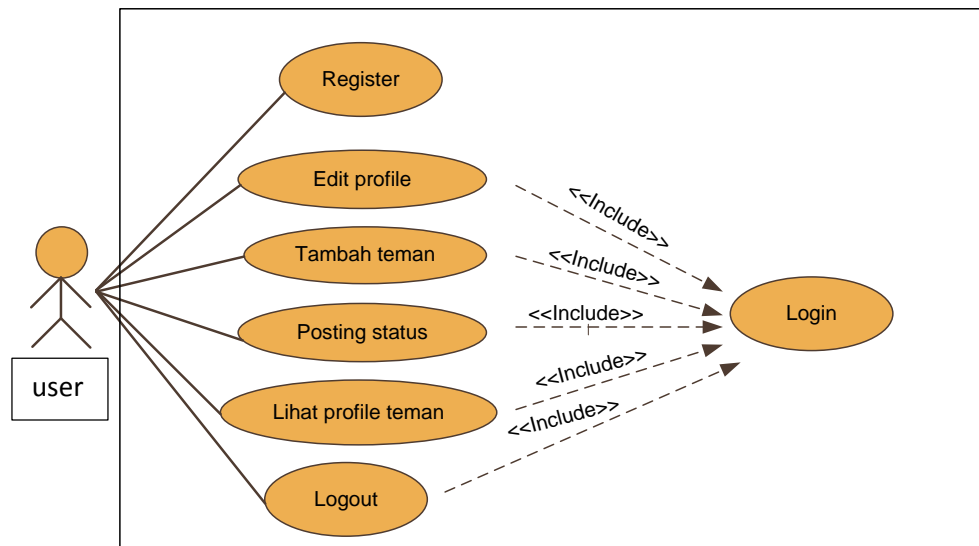 Register
Edit profile
<<Include>>
Tambah teman
<<Include>>
Login
Posting status
<<Include>>
user
Lihat profile teman
<<Include>>
<<Include>>
Logout